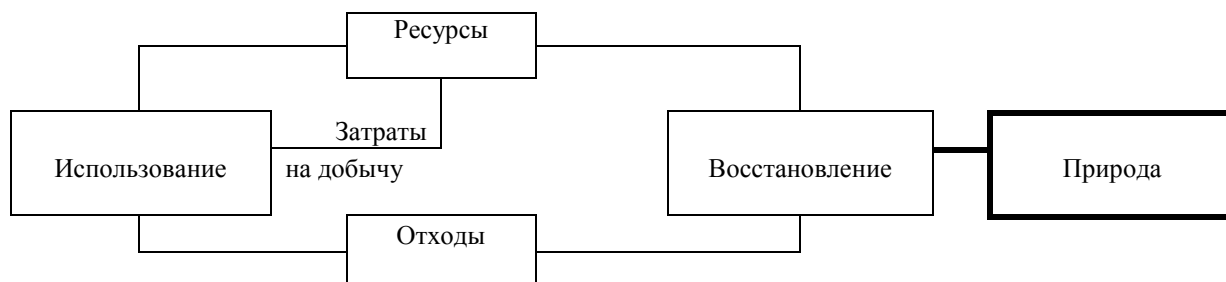 Ресурсы
Затраты
на добычу
Использование
Восстановление
Природа
Отходы